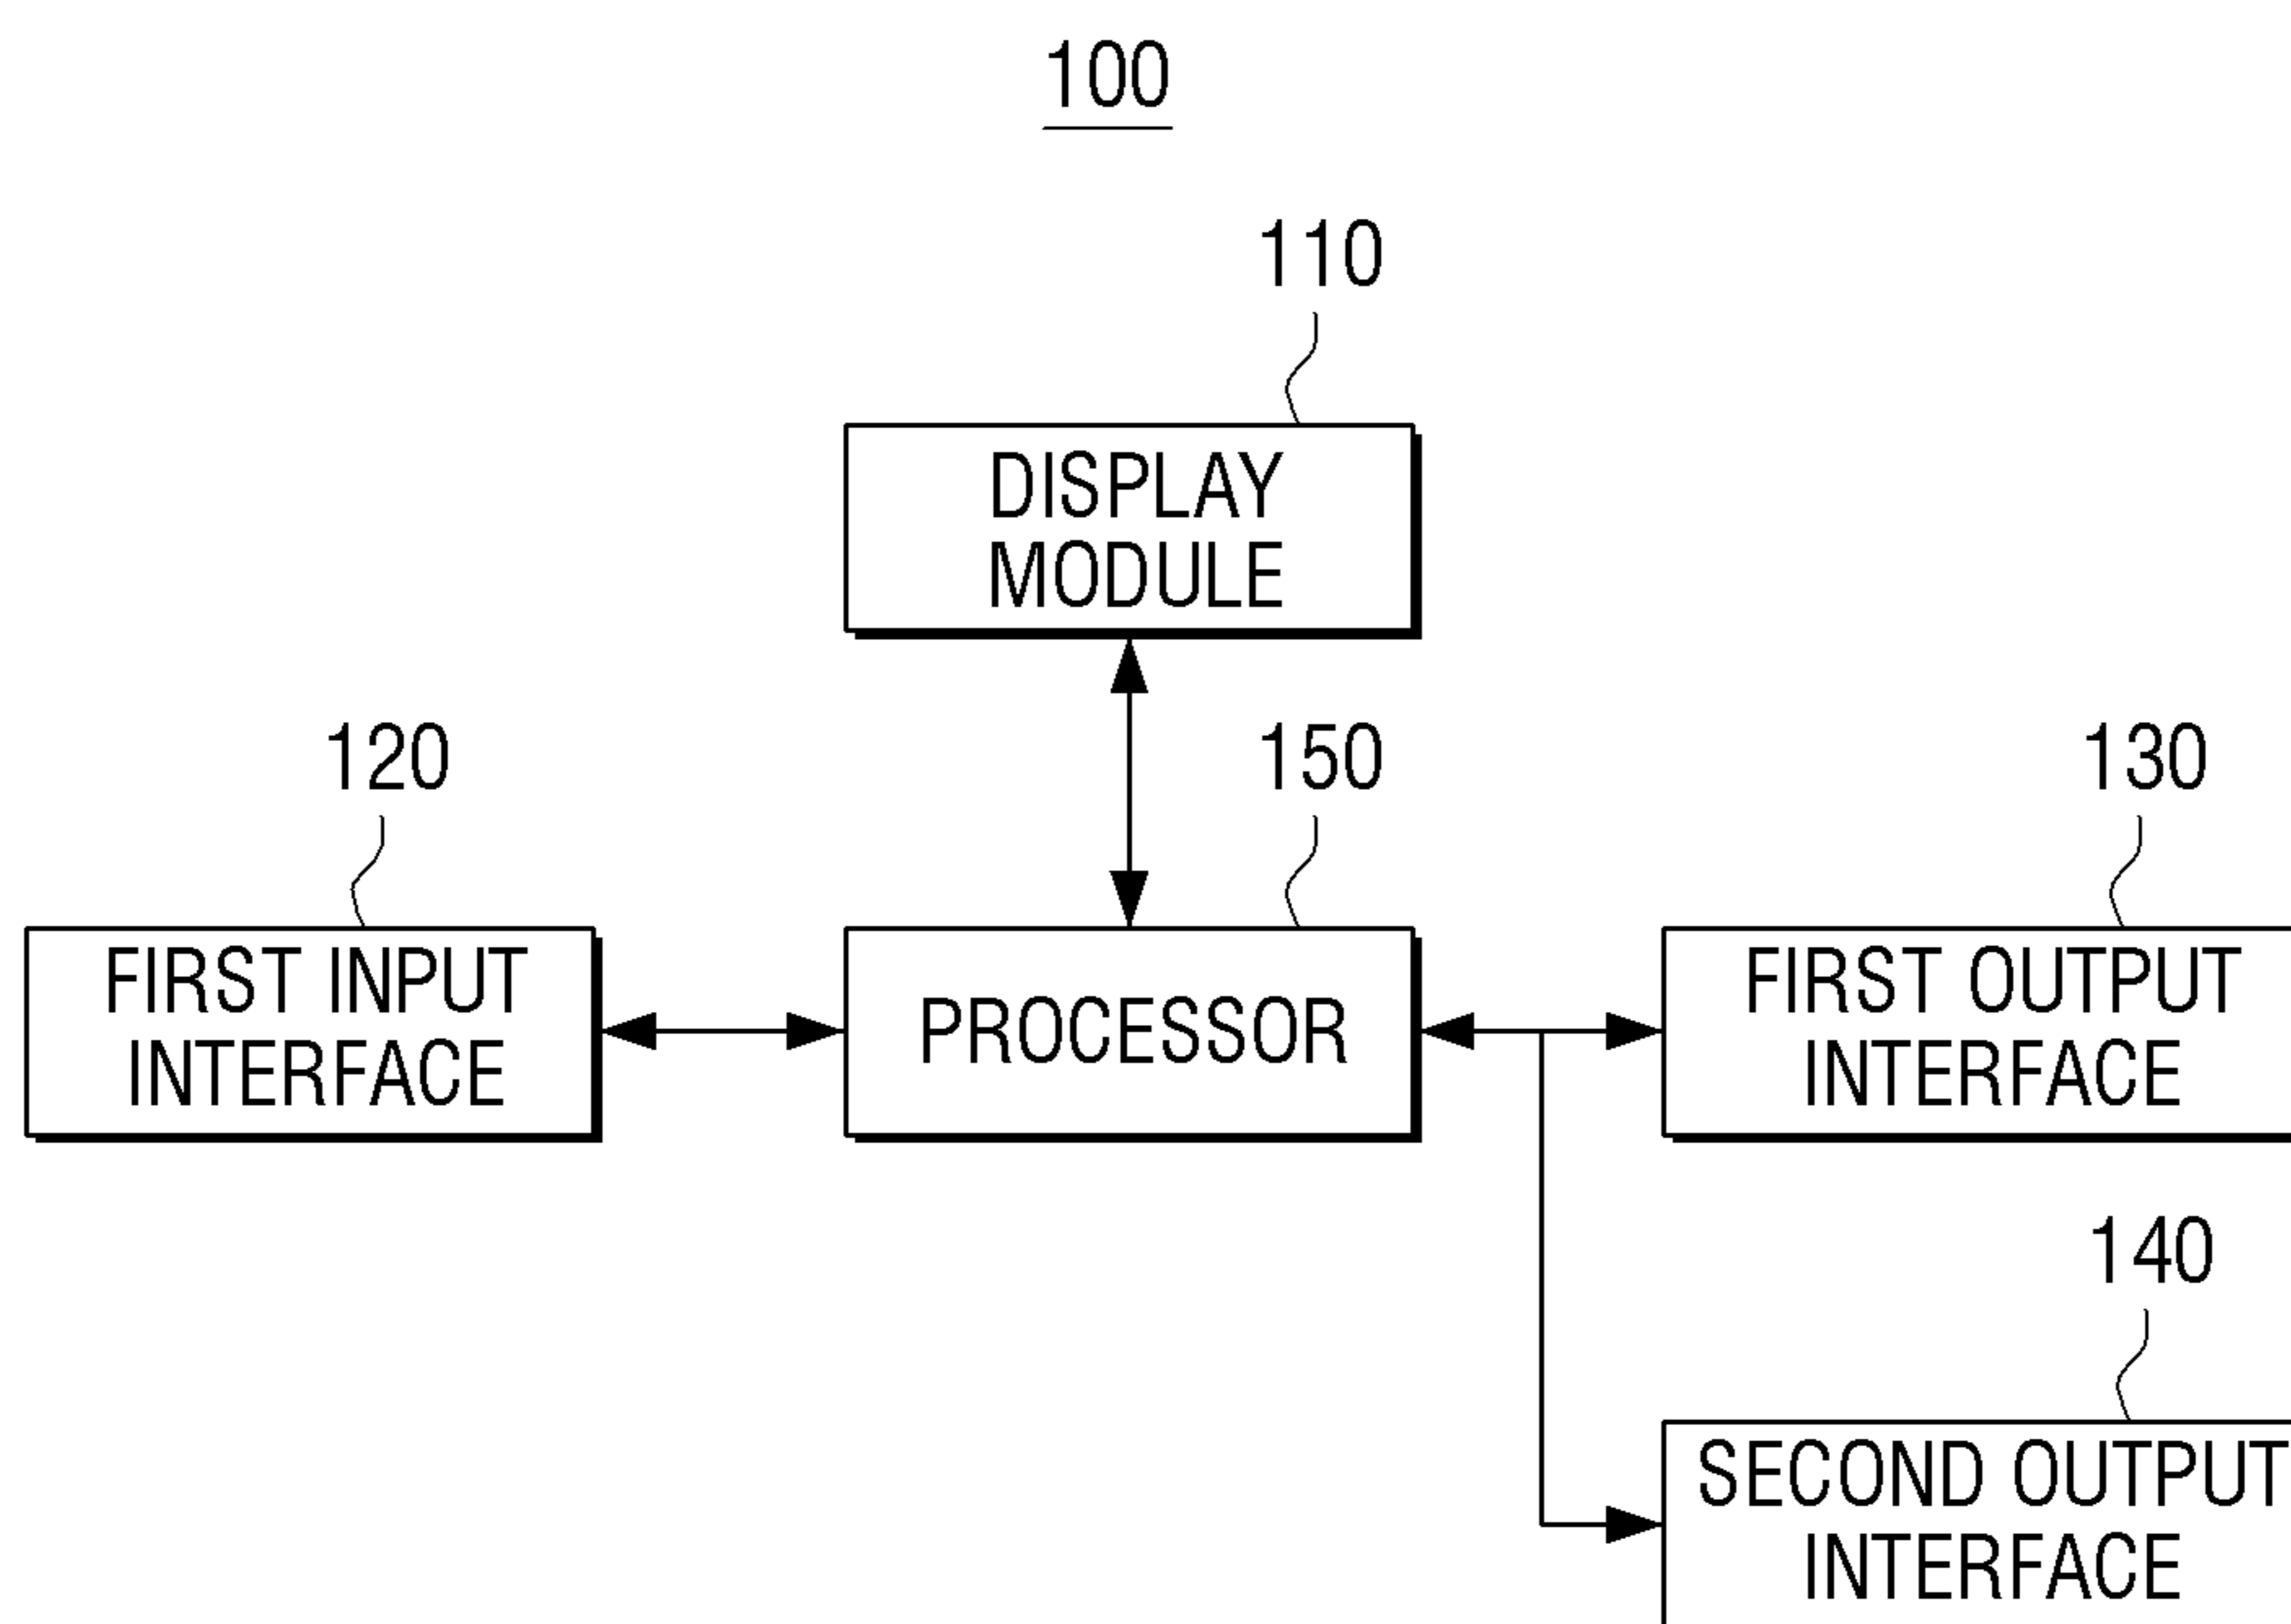 100
110
DISPLAY
MODULE
120
150
130
FIRST INPUT
INTERFACE
PROCESSOR
FIRST OUTPUT
INTERFACE
140
SECOND OUTPUT
INTERFACE